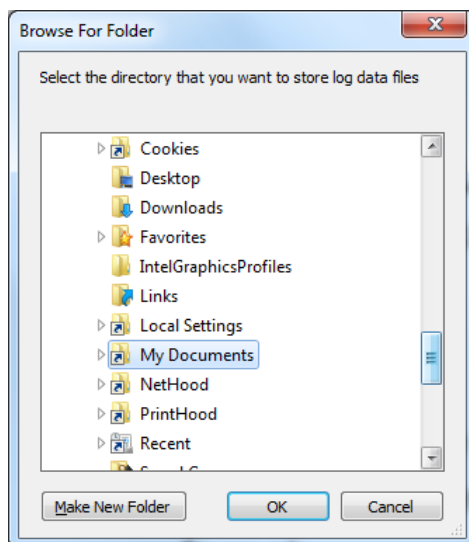 Browse For Folder
Select the directory that you want to store log data files
Cookies
Desktop
Downloads
Favorites
IntelGraphicsProfiles
Links
Local Settings
My Documents
NetHood
PrintHood
Recent
Make New Folder
OK
Cancel